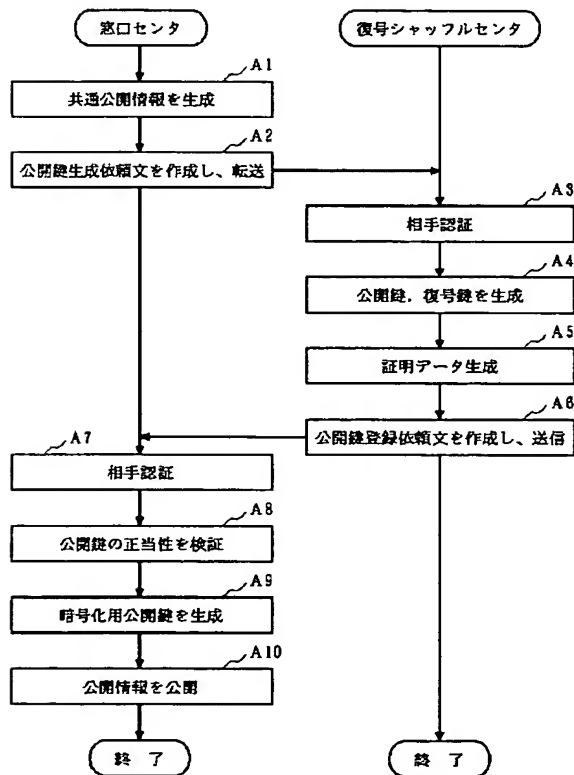 窓口センタ
復号シャッフルセンタ
A1
共通公開情報を生成
A2
公開鍵生成依頼文を作成し、転送
A3
相手認証
A4
公開鍵，復号鍵を生成
A5
証明データ生成
A6
公開鍵登録依頼文を作成し、送信
A7
相手認証
A8
公開鍵の正当性を検証
A9
暗号化用公開鍵を生成
A10
公開情報を公開
終 了
終 了